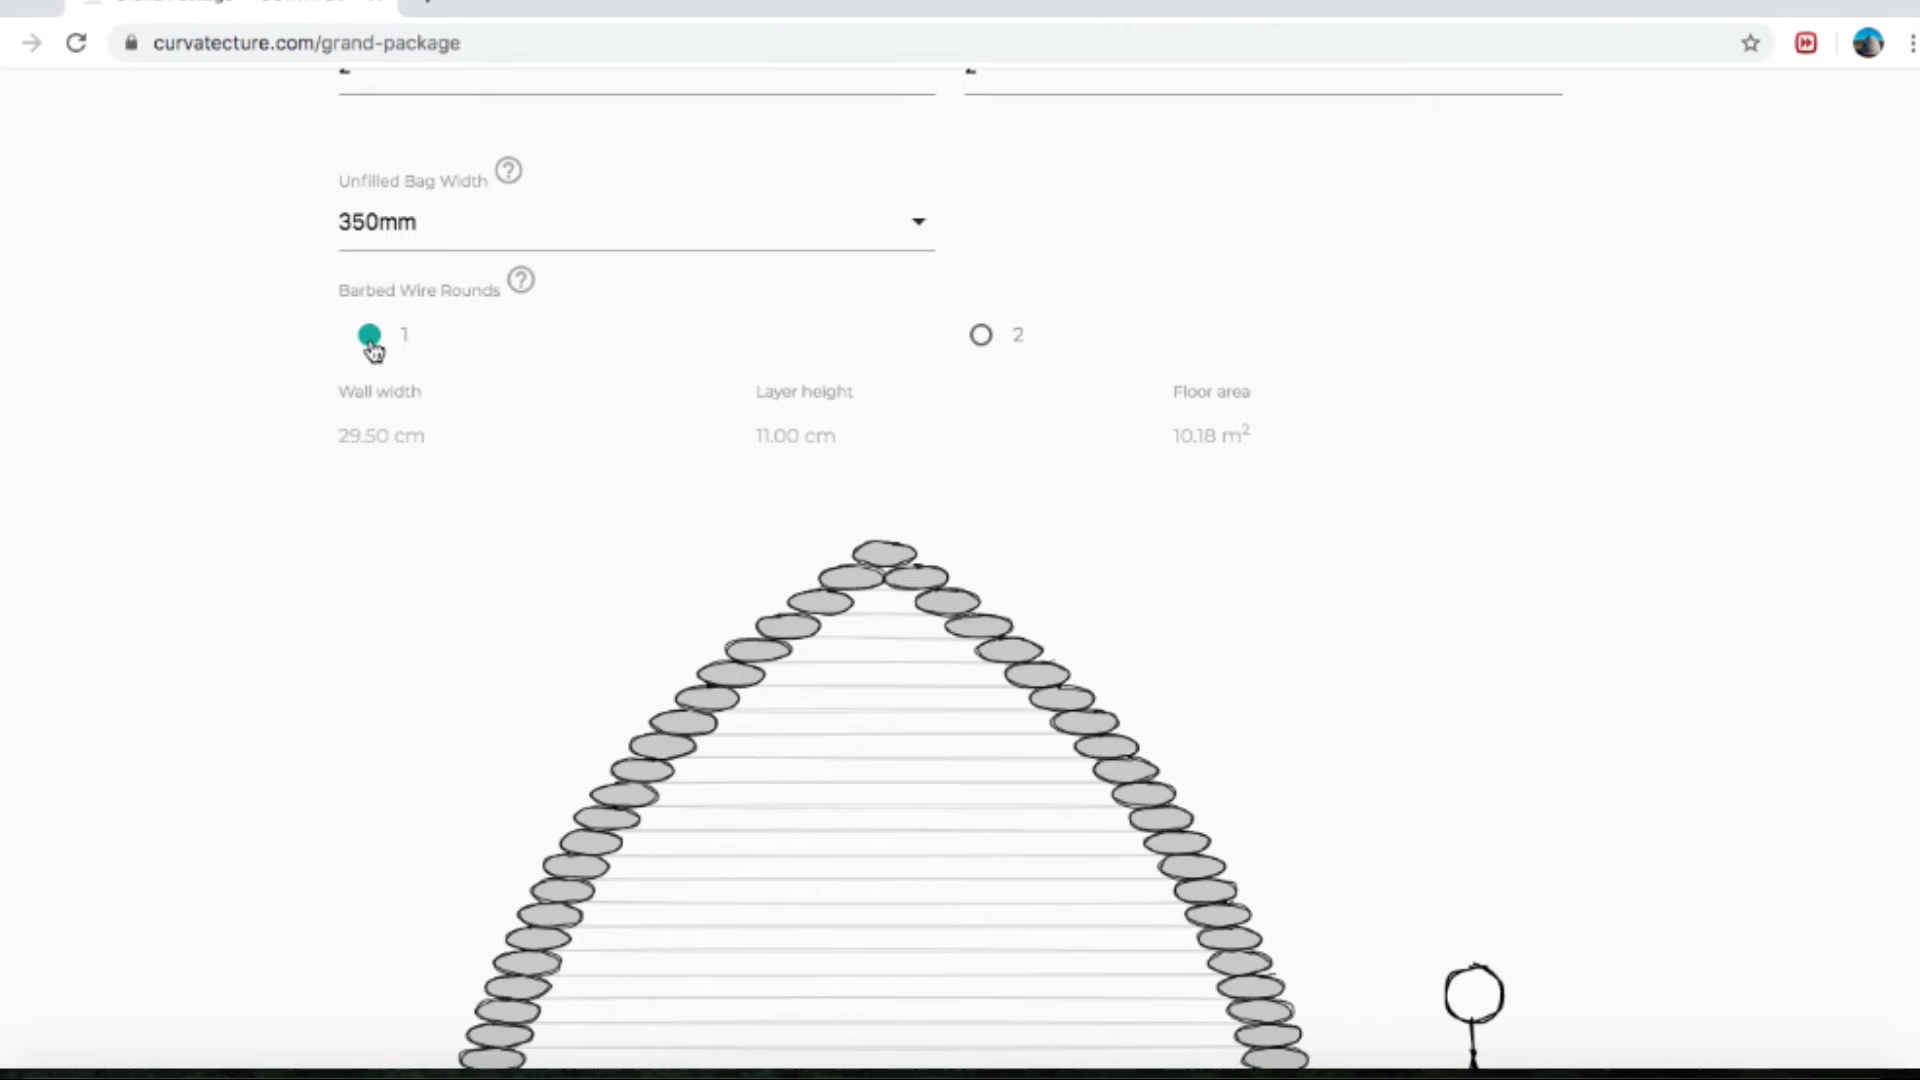 curvatecture.com/grand-package
Unfilled Bag Width
350mm
Barbed Wire Rounds
1
2
Wall width
Layer height
Floor area
29.50 cm
11.00 cm
10.18 m²